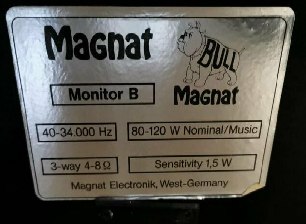 Magnat
BULL
Monitor B
Magnat
40-34.000 Hz
80-120 W Nominal/Music
3-way 4-8 Ω
Sensitivity 1,5 W
Magnat Electronik, West-Germany